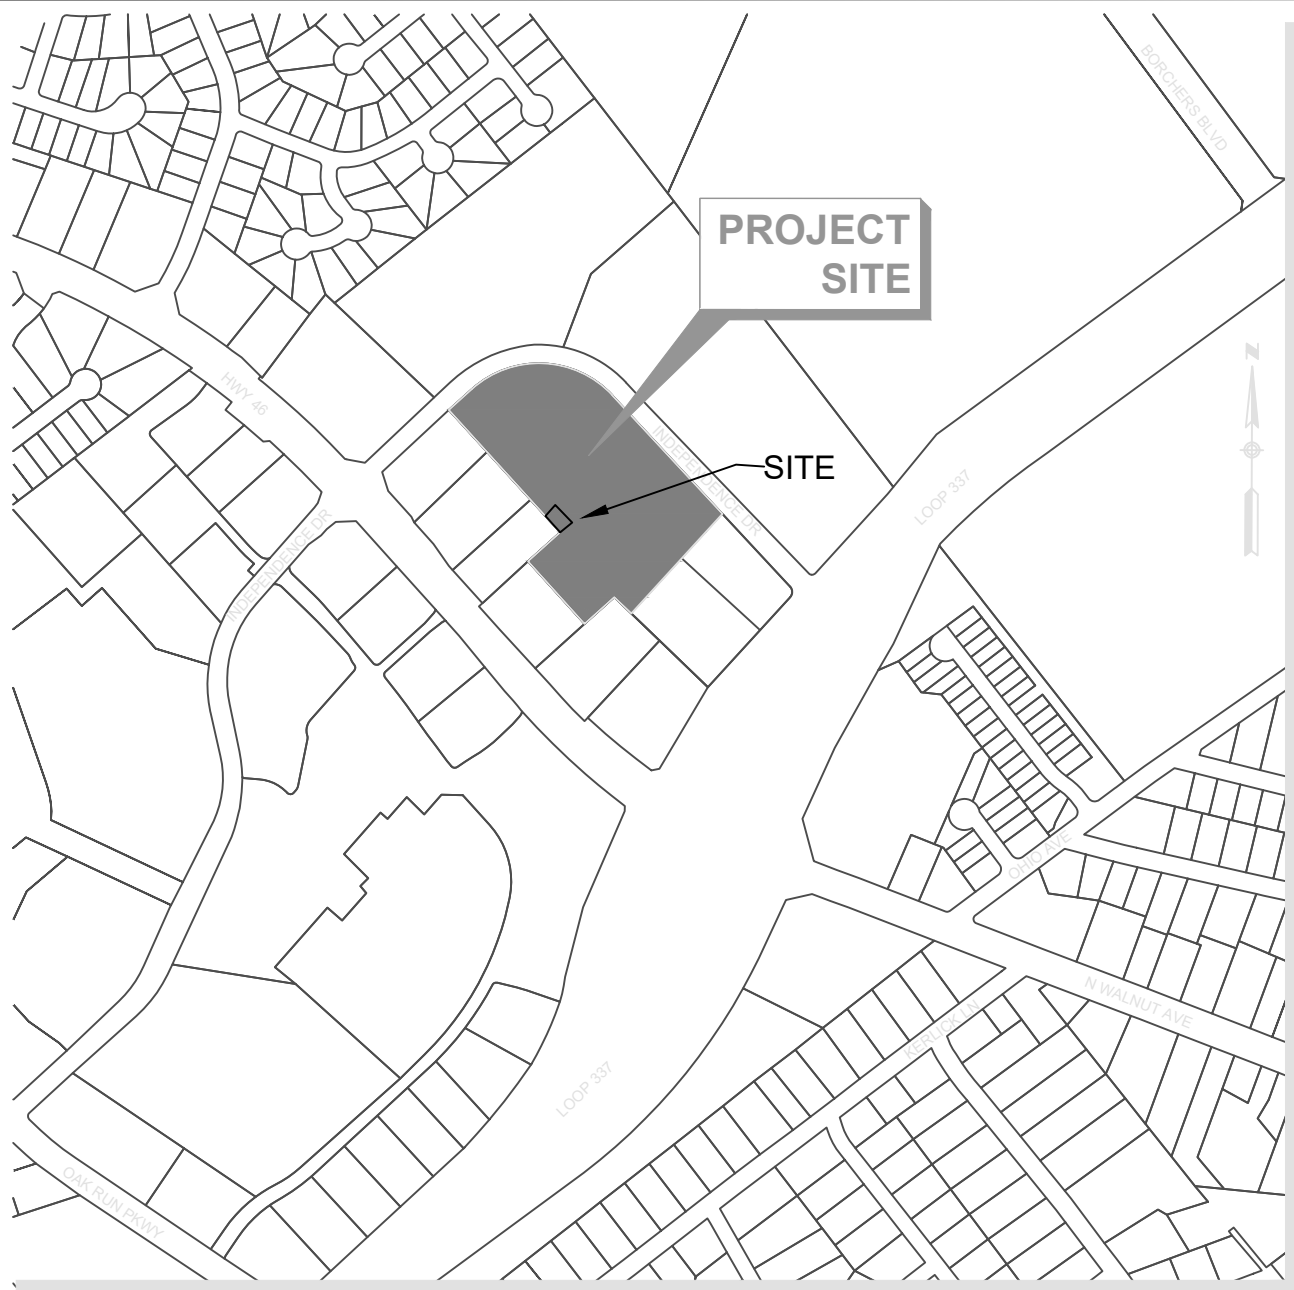 BORCHERS BLVD
PROJECT
SITE
N
HWY 46
INDEPENDENCE DR
SITE
LOOP 337
INDEPENDENCE DR
OHIO AVE
N WALNUT AVE
KERLICK LN
LOOP 337
OAK RUN PKWY